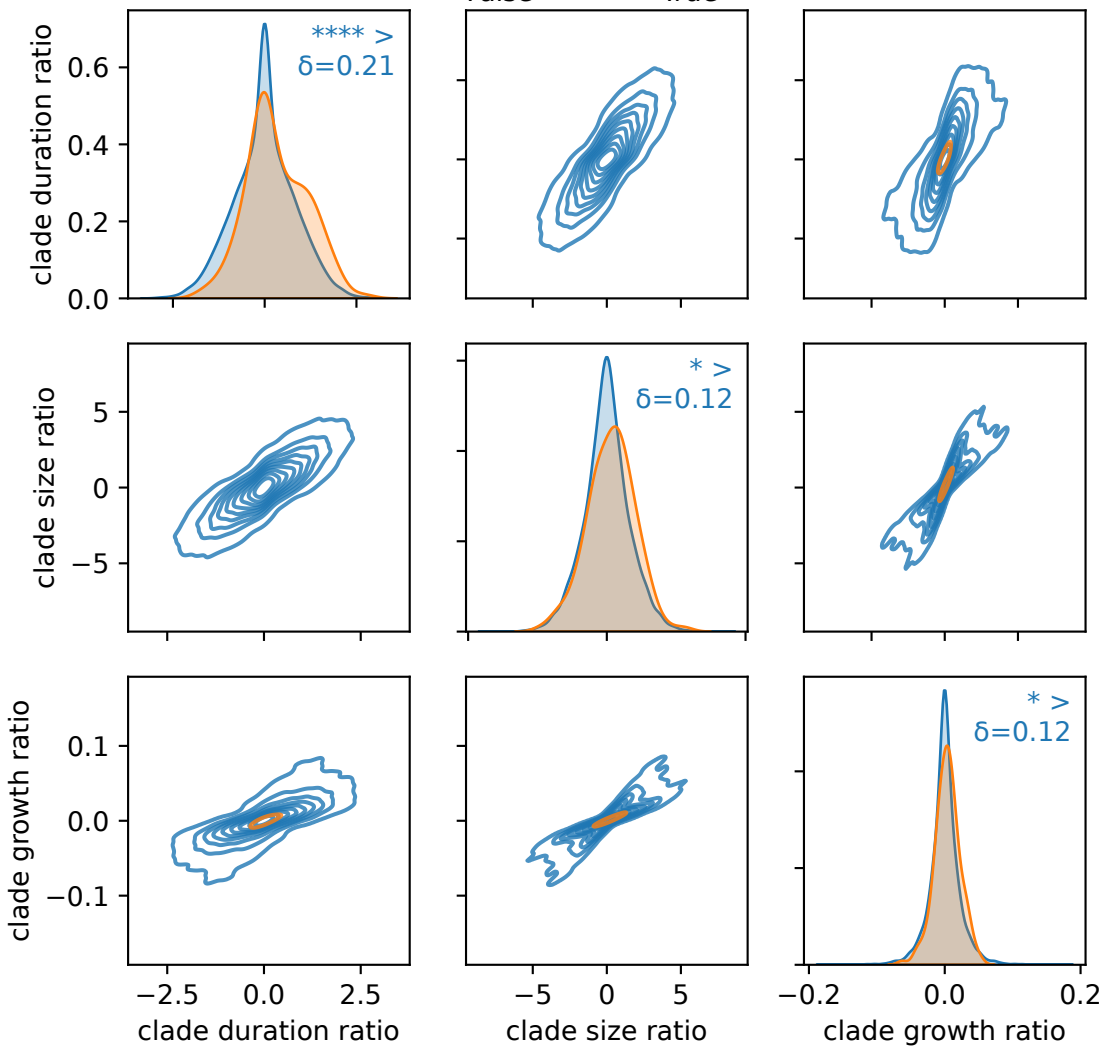 **** >
δ=0.21
0.6
0.4
0.2
0.0
clade duration ratio
* >
δ=0.12
5
0
−5
clade size ratio
* >
δ=0.12
0.1
0.0
−0.1
clade growth ratio
−2.5 0.0 2.5
clade duration ratio
−5 0 5
clade size ratio
−0.2 0.0 0.2
clade growth ratio